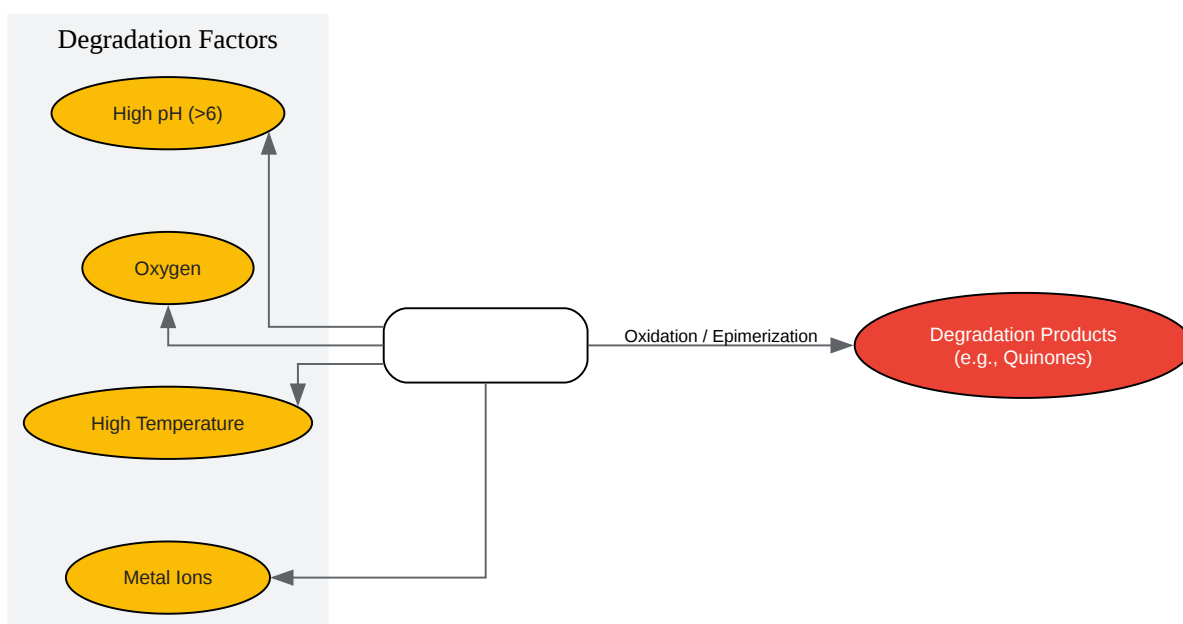 Degradation Factors
High pH (>6)
Oxygen
High Temperature
Metal Ions
Oxidation / Epimerization
Degradation Products
(e.g., Quinones)